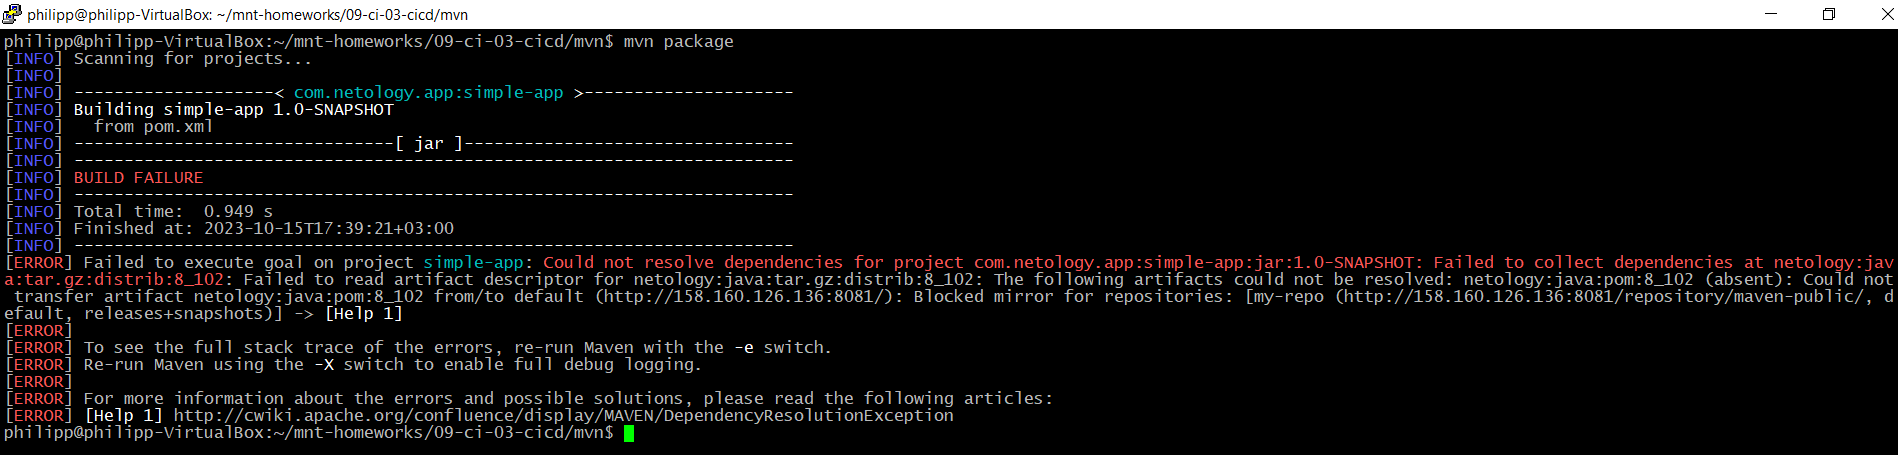 philipp@philipp-VirtualBox: ~/mnt-homeworks/09-ci-03-cicd/mvn
philipp@philipp-VirtualBox:~/mnt-homeworks/09-ci-03-cicd/mvn$ mvn package
[INFO] Scanning for projects...
[INFO]
[INFO] --------------------< com.netology.app:simple-app >---------------------
[INFO] Building simple-app 1.0-SNAPSHOT
[INFO]   from pom.xml
[INFO] --------------------------------[ jar ]---------------------------------
[INFO] ------------------------------------------------------------------------
[INFO] BUILD FAILURE
[INFO] ------------------------------------------------------------------------
[INFO] Total time:  0.949 s
[INFO] Finished at: 2023-10-15T17:39:21+03:00
[INFO] ------------------------------------------------------------------------
[ERROR] Failed to execute goal on project simple-app: Could not resolve dependencies for project com.netology.app:simple-app:jar:1.0-SNAPSHOT: Failed to collect dependencies at netology:jav
a:tar.gz:distrib:8_102: Failed to read artifact descriptor for netology:java:tar.gz:distrib:8_102: The following artifacts could not be resolved: netology:java:pom:8_102 (absent): Could not
 transfer artifact netology:java:pom:8_102 from/to default (http://158.160.126.136:8081/): Blocked mirror for repositories: [my-repo (http://158.160.126.136:8081/repository/maven-public/, d
efault, releases+snapshots)] -> [Help 1]
[ERROR]
[ERROR] To see the full stack trace of the errors, re-run Maven with the -e switch.
[ERROR] Re-run Maven using the -X switch to enable full debug logging.
[ERROR]
[ERROR] For more information about the errors and possible solutions, please read the following articles:
[ERROR] [Help 1] http://cwiki.apache.org/confluence/display/MAVEN/DependencyResolutionException
philipp@philipp-VirtualBox:~/mnt-homeworks/09-ci-03-cicd/mvn$